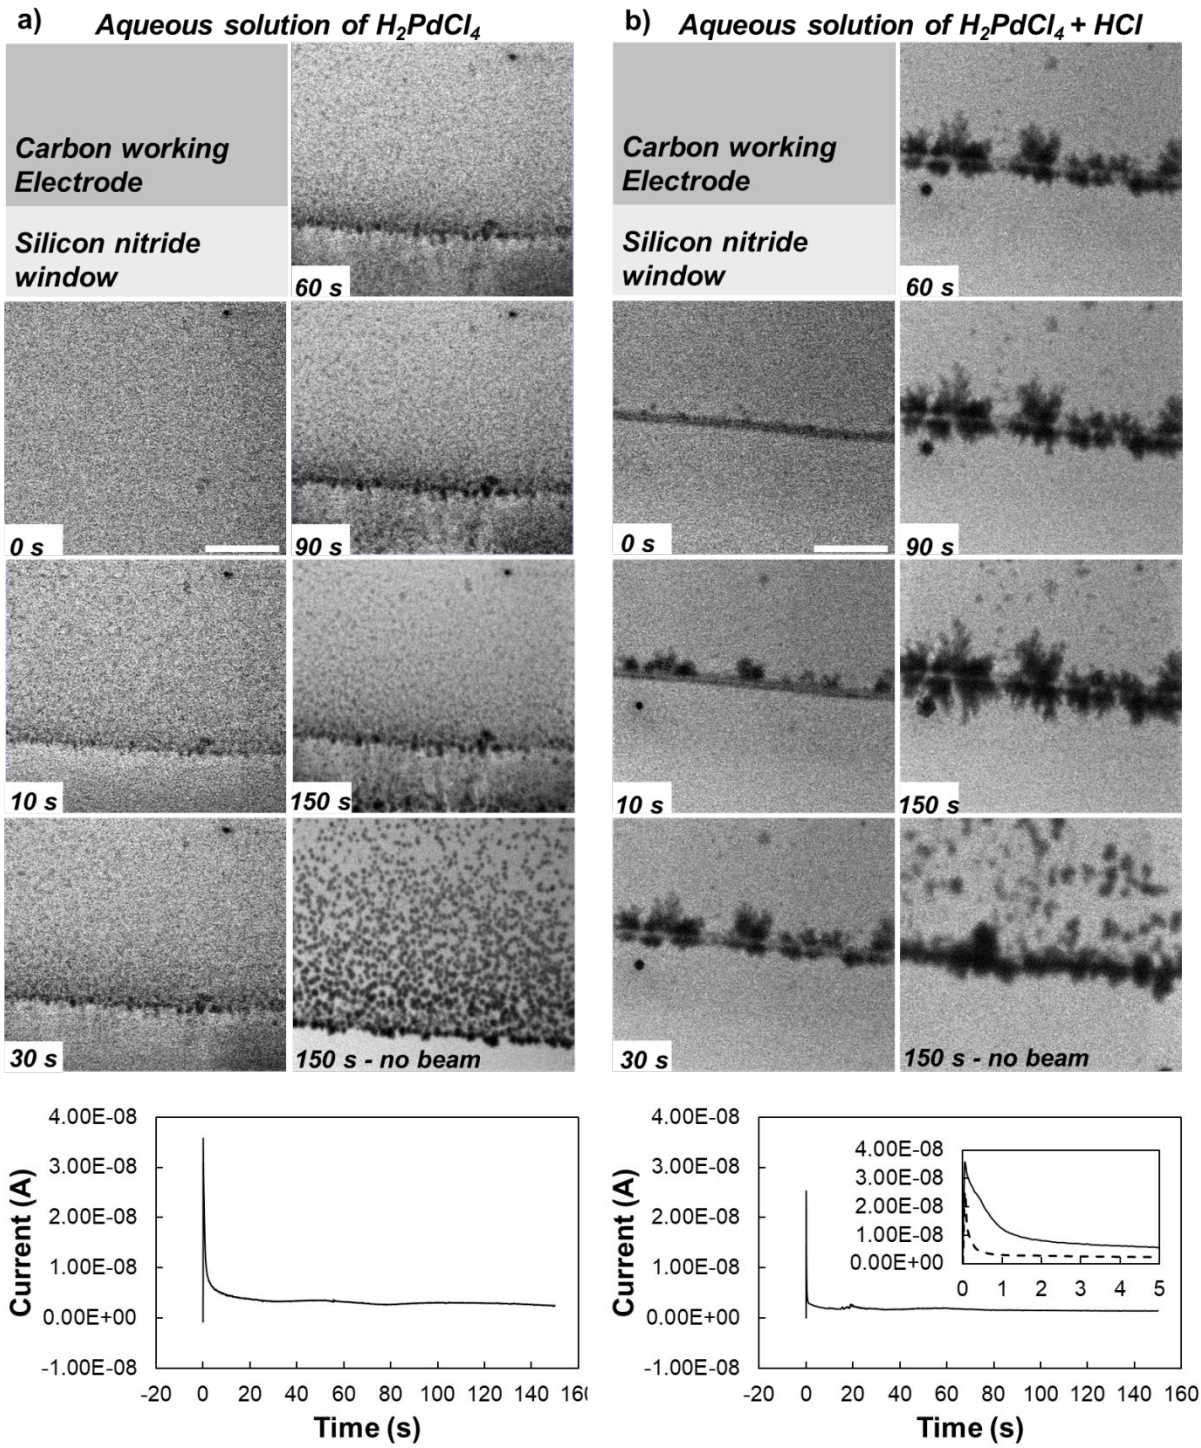 a) Aqueous solution of H2PdCl4
Carbon working
Electrode
Silicon nitride
window
60 s
0 s
90 s
10 s
150 s
30 s
150 s - no beam
4.00E-08
3.00E-08
2.00E-08
1.00E-08
0.00E+00
-1.00E-08
Current (A)
-20 0 20 40 60 80 100 120 140 160
Time (s)
b) Aqueous solution of H2PdCl4 + HCl
Carbon working
Electrode
Silicon nitride
window
60 s
0 s
90 s
10 s
150 s
30 s
150 s - no beam
4.00E-08
3.00E-08
2.00E-08
1.00E-08
0.00E+00
-1.00E-08
Current (A)
4.00E-08
3.00E-08
2.00E-08
1.00E-08
0.00E+00
0 1 2 3 4 5
-20 0 20 40 60 80 100 120 140 160
Time (s)